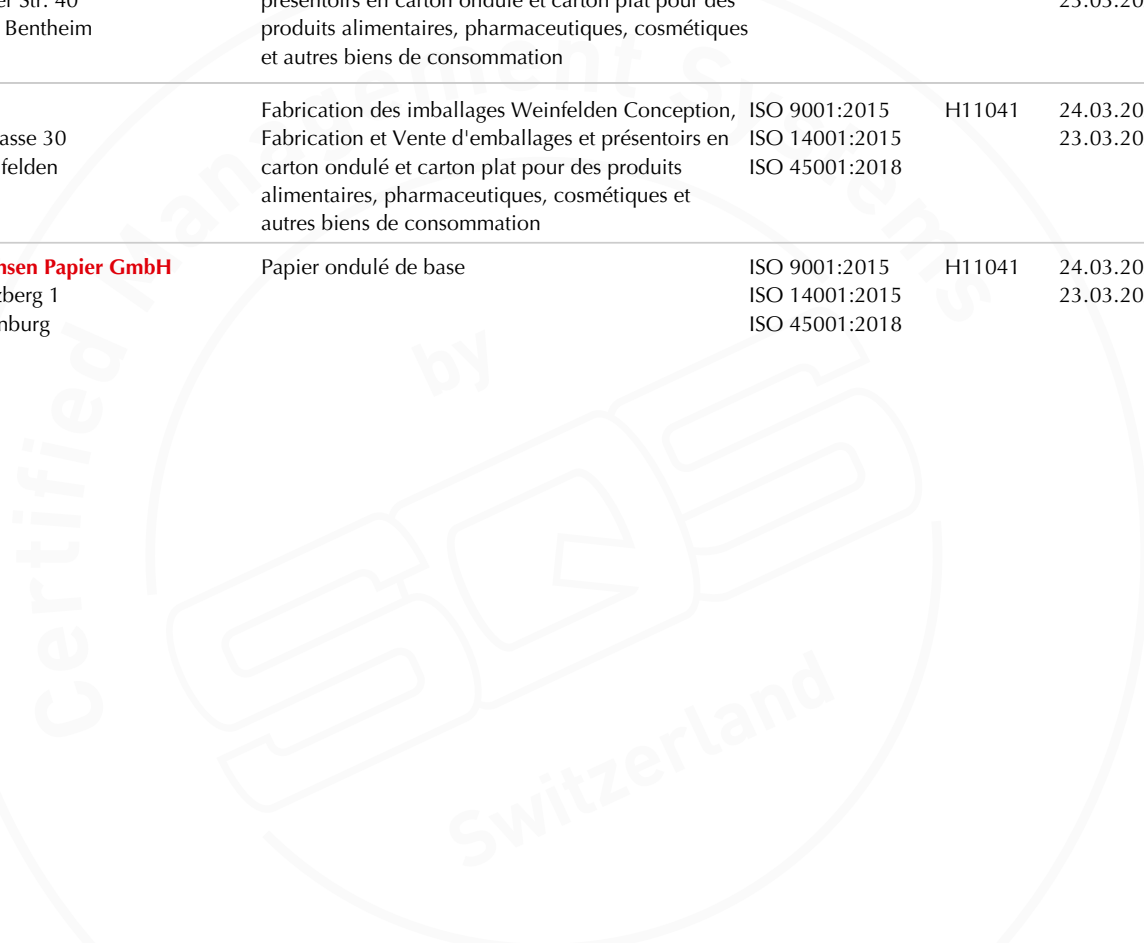 er Str. 40 présentoirs en carton ondulé et carton plat pour des 23.03.20
Bentheim produits alimentaires, pharmaceutiques, cosmétiques
et autres biens de consommation
Fabrication des imballages Weinfelden Conception, ISO 9001:2015 H11041 24.03.20
asse 30 Fabrication et Vente d'emballages et présentoirs en ISO 14001:2015 23.03.20
felden carton ondulé et carton plat pour des produits ISO 45001:2018
alimentaires, pharmaceutiques, cosmétiques et
autres biens de consommation
nsen Papier GmbH Papier ondulé de base ISO 9001:2015 H11041 24.03.20
zberg 1 ISO 14001:2015 23.03.20
nburg ISO 45001:2018
Certified Management Systems
by
SQS
Switzerland